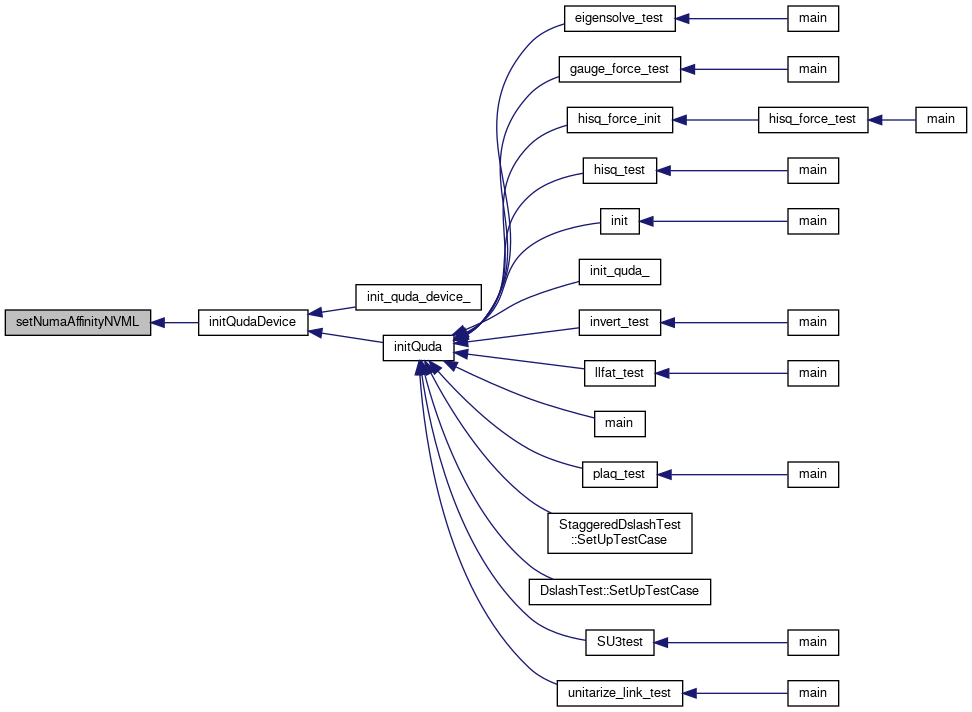 eigensolve_test
main
gauge_force_test
main
hisq_force_init
hisq_force_test
main
hisq_test
main
init
main
init_quda_
init_quda_device_
setNumaAffinityNVML
initQudaDevice
invert_test
main
initQuda
llfat_test
main
main
plaq_test
main
StaggeredDslashTest
::SetUpTestCase
DslashTest::SetUpTestCase
SU3test
main
unitarize_link_test
main